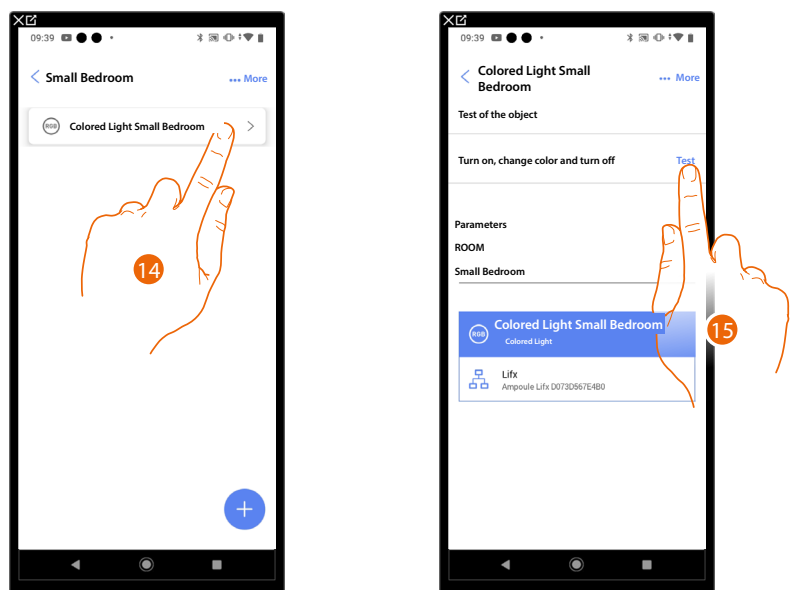 09:39
Small Bedroom
••• More
RGB
Colored Light Small Bedroom
14
09:39
Colored Light Small
Bedroom
••• More
Test of the object
Turn on, change color and turn off
Test
Parameters
ROOM
Small Bedroom
RGB
Colored Light Small Bedroom
Colored Light
15
Lifx
Ampoule Lifx D073D567E4B0